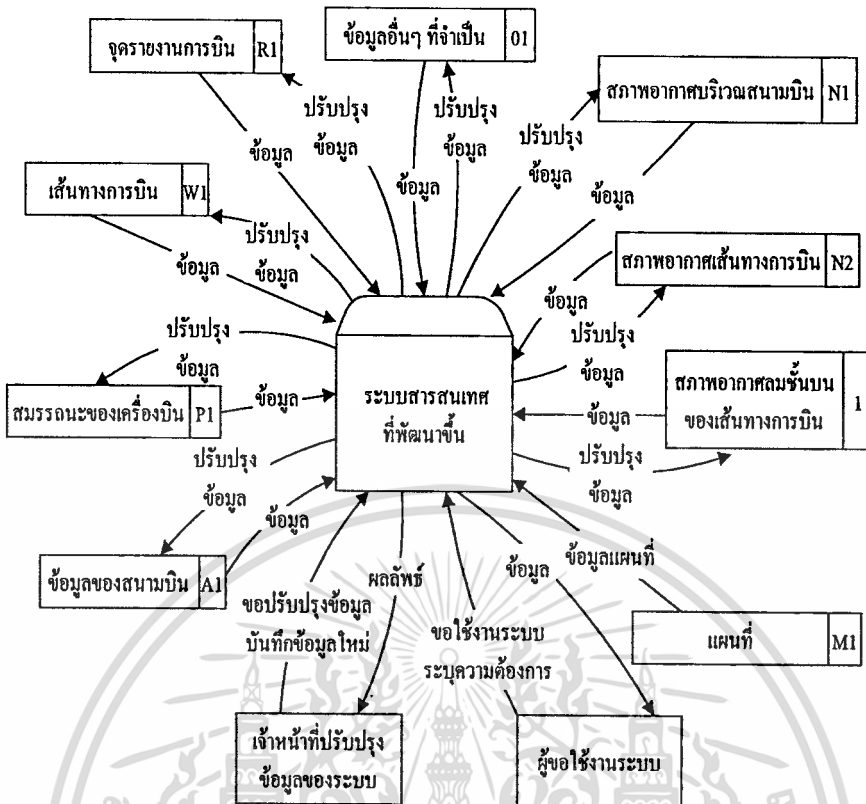 จุดรายงานการบิน R1
ข้อมูลอื่นๆ ที่จำเป็น 01
สภาพอากาศบริเวณสนามบิน N1
ปรับปรุง
ข้อมูล
ข้อมูล
ปรับปรุง
ข้อมูล
ข้อมูล
ปรับปรุง
ข้อมูล
ข้อมูล
เส้นทางการบิน W1
ปรับปรุง
ข้อมูล
ข้อมูล
สภาพอากาศเส้นทางการบิน N2
ข้อมูล
ปรับปรุง
ข้อมูล
ปรับปรุง
ข้อมูล
สมรรถนะของเครื่องบิน P1
ข้อมูล
ระบบสารสนเทศ
ที่พัฒนาขึ้น
สภาพอากาศลมชั้นบน
ของเส้นทางการบิน 1
ข้อมูล
ปรับปรุง
ข้อมูล
ปรับปรุง
ข้อมูล
ข้อมูล
ข้อมูลของสนามบิน A1
ขอปรับปรุงข้อมูล
บันทึกข้อมูลใหม่
ผลลัพธ์
ขอใช้งานระบบ
ระบุความต้องการ
ข้อมูล
ข้อมูลแผนที่
แผนที่ M1
เจ้าหน้าที่ปรับปรุง
ข้อมูลของระบบ
ผู้ขอใช้งานระบบ